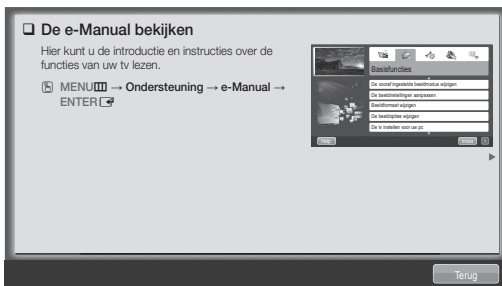 De e-Manual bekijken
Hier kunt u de introductie en instructies over de
functies van uw tv lezen.
MENU → Ondersteuning → e-Manual →
ENTER
Basisfuncties
De vooraf ingestelde beeldmodus wijzigen
De beeldinstellingen aanpassen
Beeldformaat wijzigen
De beeldopties wijzigen
De tv instellen voor uw pc
Help
Index
Terug